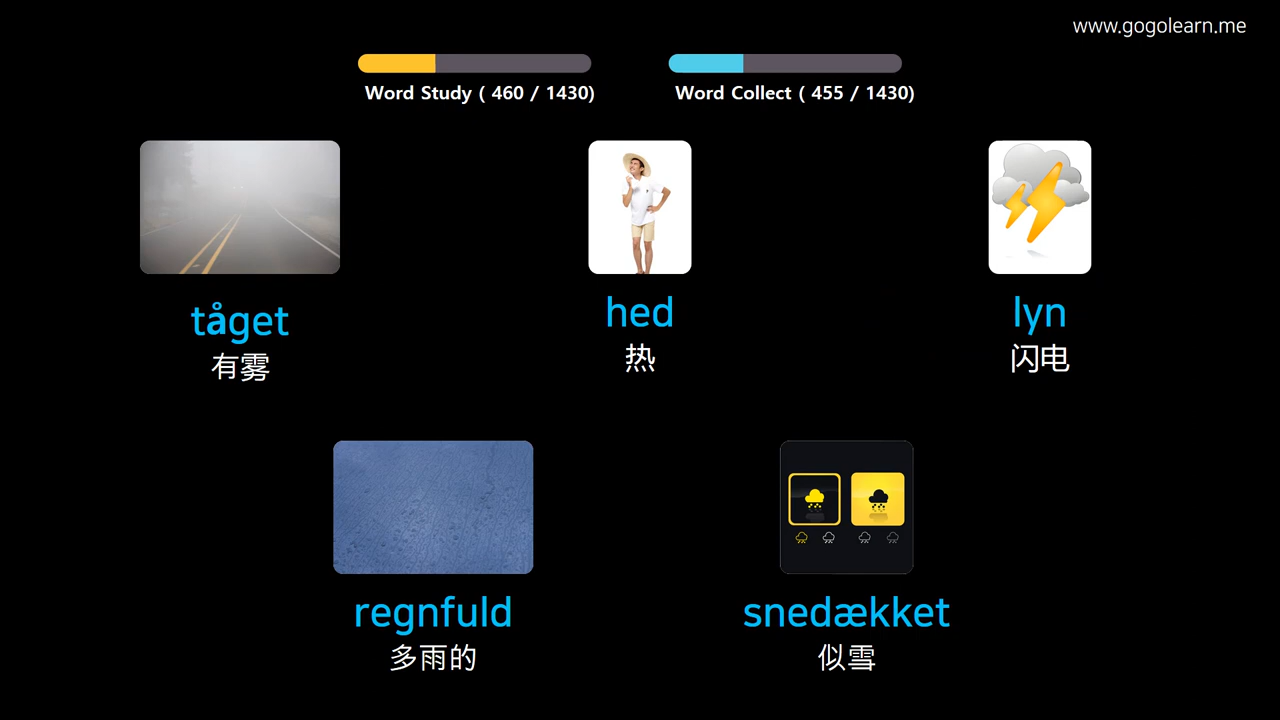 www.gogolearn.me
Word Study ( 460 / 1430)
Word Collect ( 455 / 1430)
tåget
有雾
hed
热
lyn
闪电
regnfuld
多雨的
snedækket
似雪